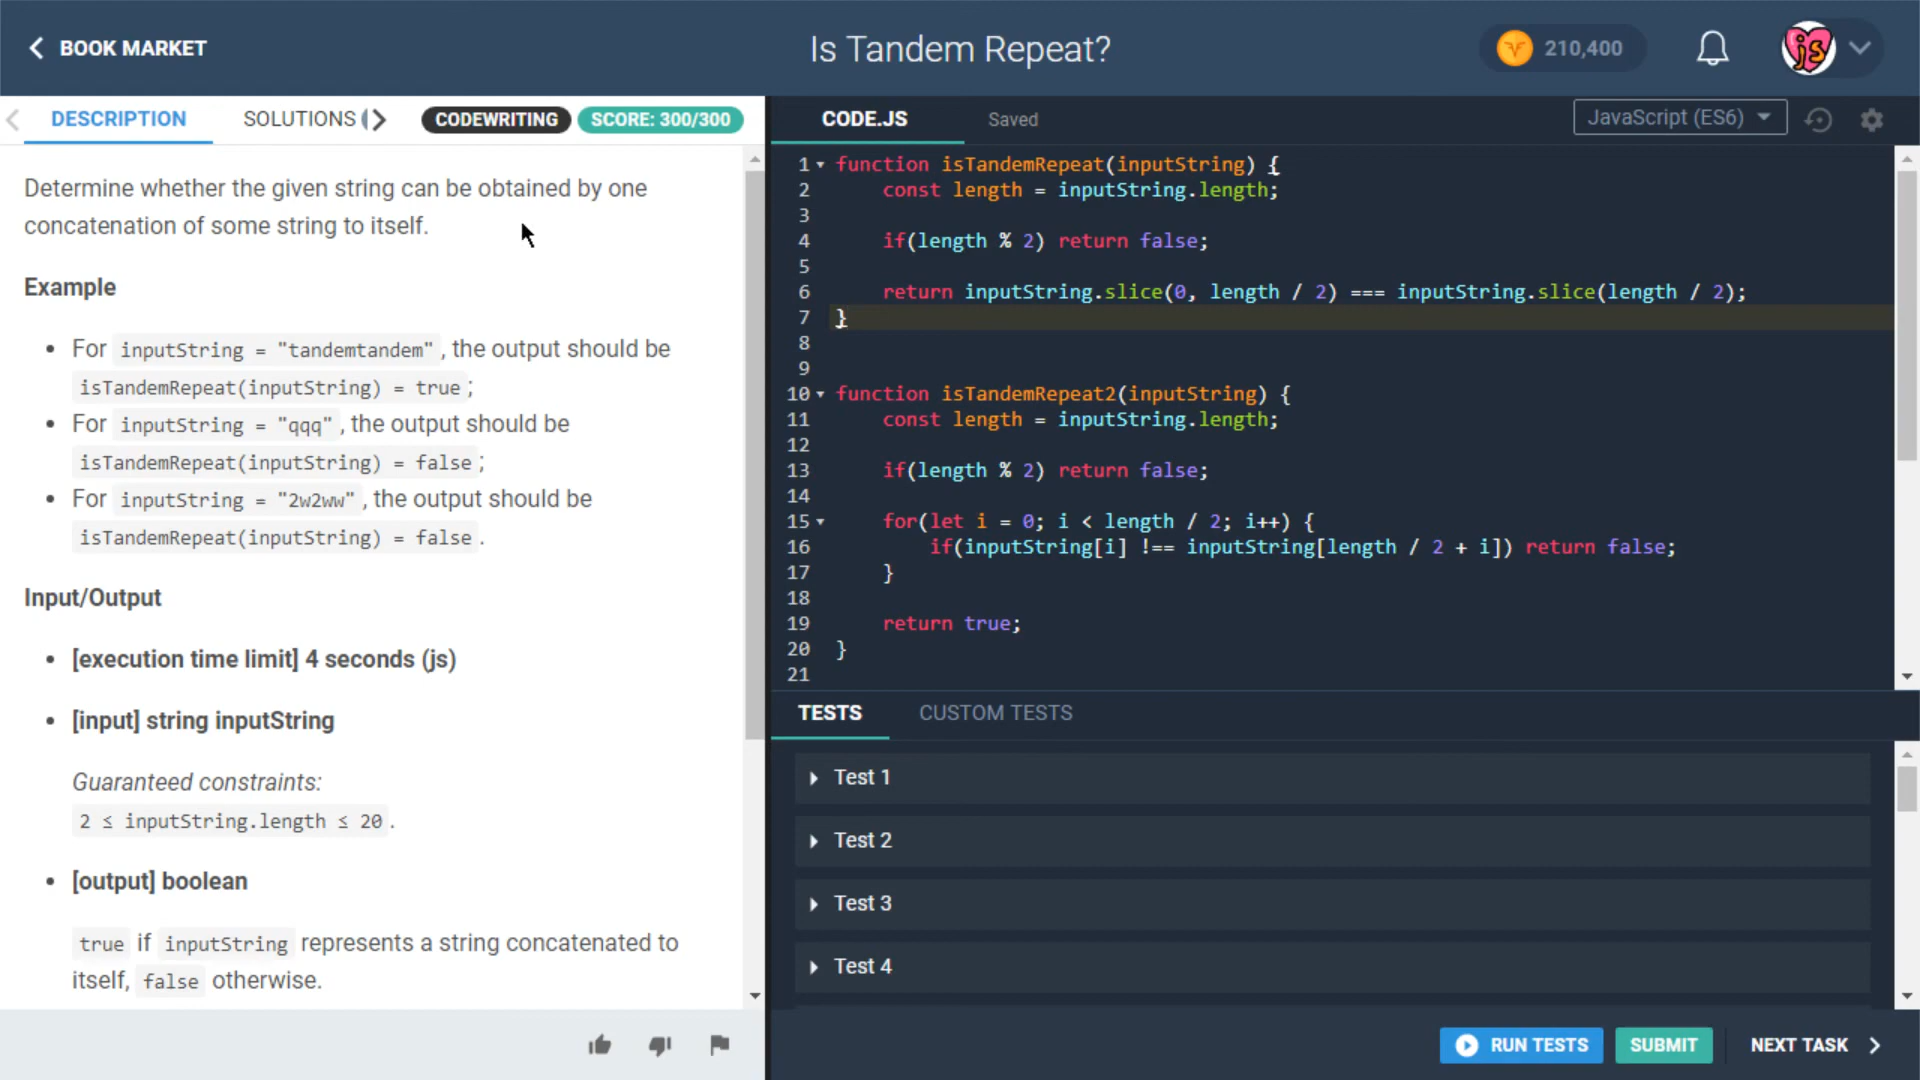 BOOK MARKET
Is Tandem Repeat?
210,400
js
DESCRIPTION
SOLUTIONS
CODEWRITING
SCORE: 300/300
Determine whether the given string can be obtained by one
concatenation of some string to itself.
Example
• For inputString = "tandemtandem", the output should be
isTandemRepeat(inputString) = true;
• For inputString = "qqq", the output should be
isTandemRepeat(inputString) = false;
• For inputString = "2w2ww", the output should be
isTandemRepeat(inputString) = false.
Input/Output
• [execution time limit] 4 seconds (js)
• [input] string inputString
Guaranteed constraints:
2 ≤ inputString.length ≤ 20.
• [output] boolean
true if inputString represents a string concatenated to
itself, false otherwise.
CODE.JS
Saved
JavaScript (ES6)
1 function isTandemRepeat(inputString) {
2     const length = inputString.length;
3
4     if(length % 2) return false;
5
6     return inputString.slice(0, length / 2) === inputString.slice(length / 2);
7 }
8
9
10 function isTandemRepeat2(inputString) {
11     const length = inputString.length;
12
13     if(length % 2) return false;
14
15     for(let i = 0; i < length / 2; i++) {
16         if(inputString[i] !== inputString[length / 2 + i]) return false;
17     }
18
19     return true;
20 }
21
TESTS
CUSTOM TESTS
Test 1
Test 2
Test 3
Test 4
RUN TESTS
SUBMIT
NEXT TASK